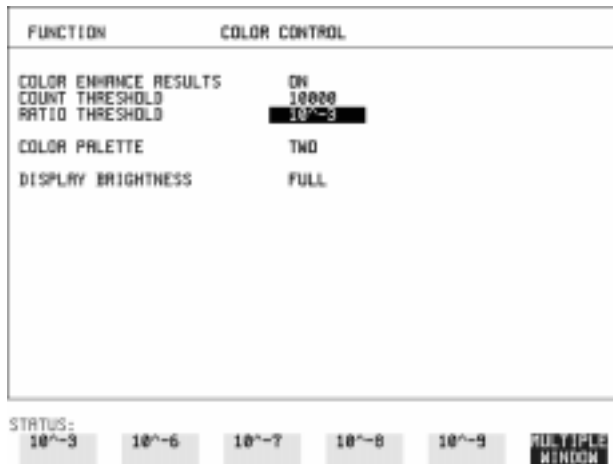 FUNCTION COLOR CONTROL
COLOR ENHANCE RESULTS ON
COUNT THRESHOLD 10000
RATIO THRESHOLD 10^-3
COLOR PALETTE TWO
DISPLAY BRIGHTNESS FULL
STATUS:
10^-3 10^-6 10^-7 10^-8 10^-9 MULTIPLE
WINDOW